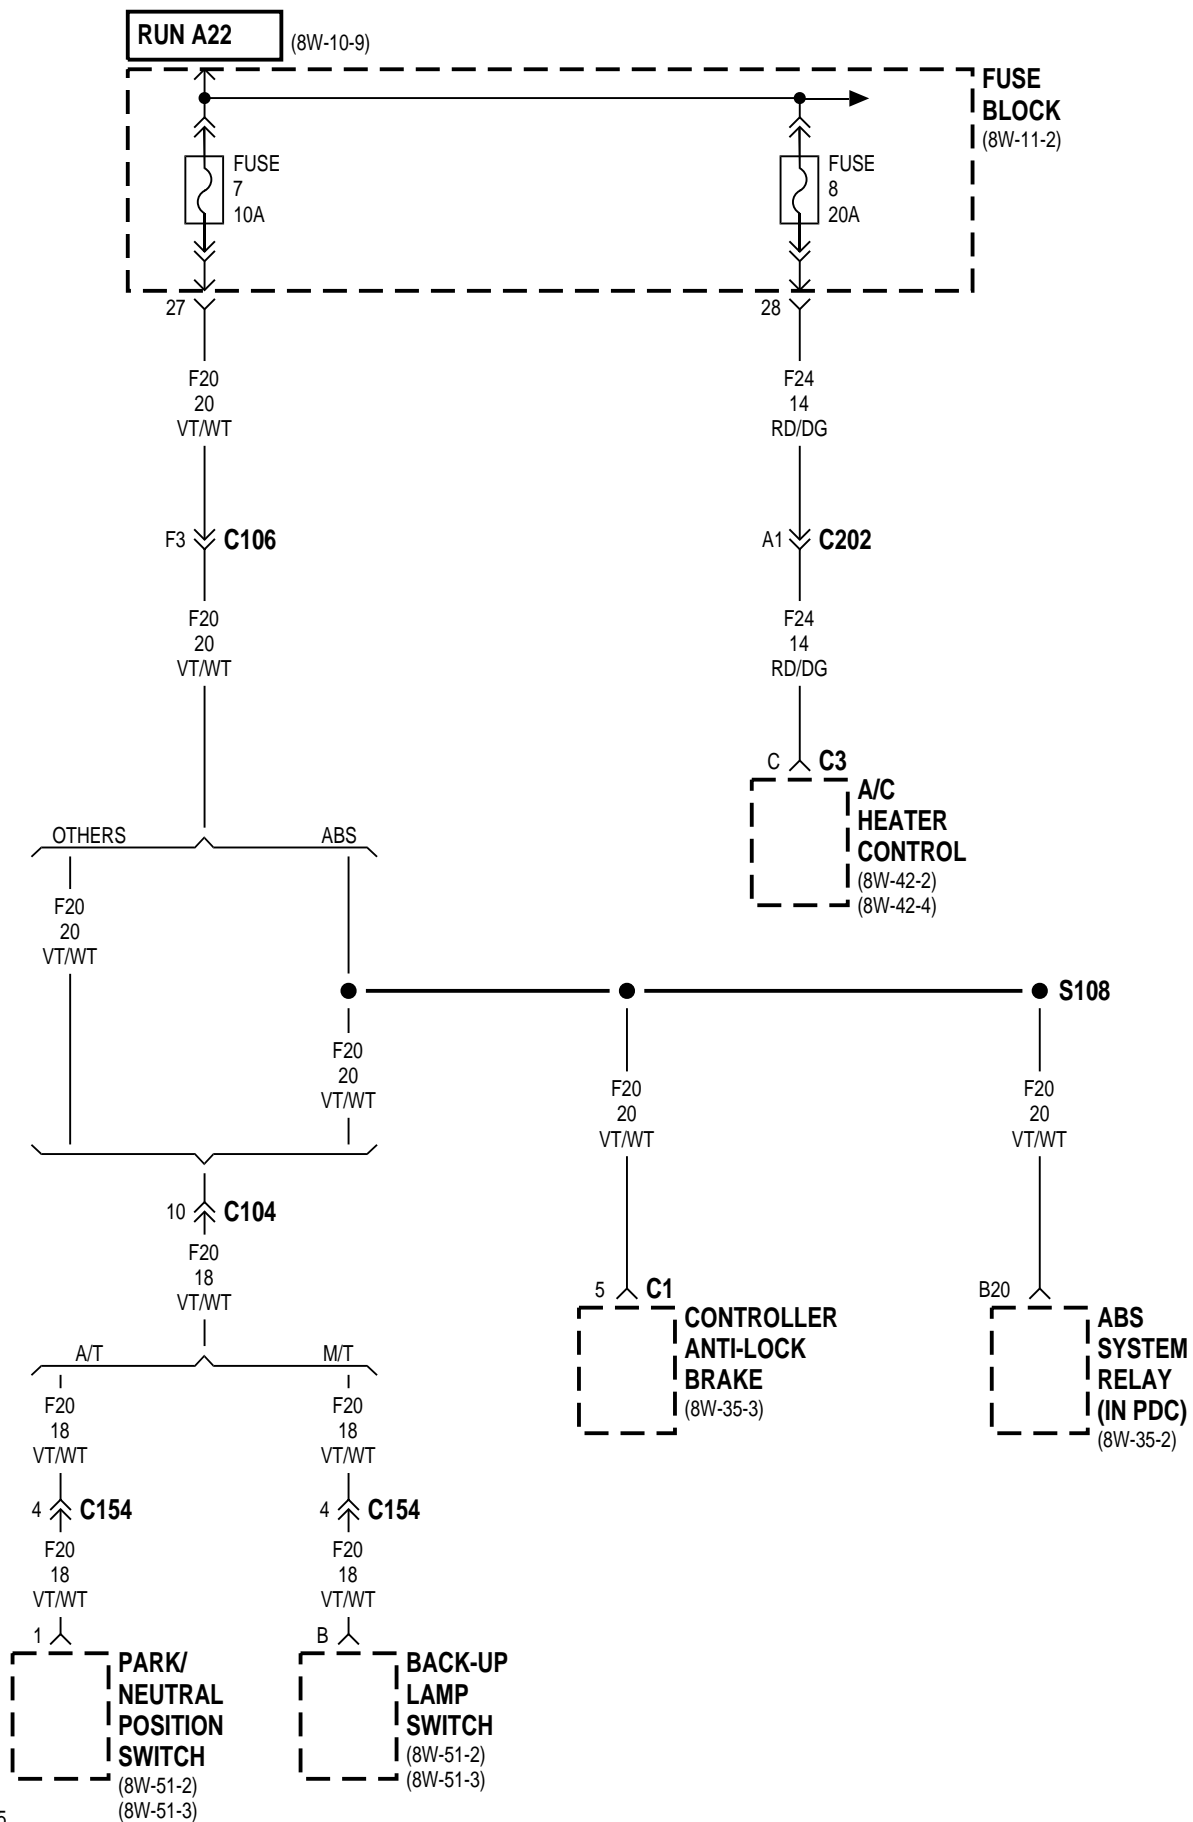 RUN A22
(8W-10-9)
FUSE
BLOCK
(8W-11-2)
FUSE
7
10A
FUSE
8
20A
27
28
F20
20
VT/WT
F24
14
RD/DG
F3
C106
A1
C202
F20
20
VT/WT
F24
14
RD/DG
C
C3
A/C
HEATER
CONTROL
(8W-42-2)
(8W-42-4)
OTHERS
ABS
F20
20
VT/WT
S108
F20
20
VT/WT
F20
20
VT/WT
F20
20
VT/WT
10
C104
F20
18
VT/WT
5
C1
CONTROLLER
ANTI-LOCK
BRAKE
(8W-35-3)
B20
ABS
SYSTEM
RELAY
(IN PDC)
(8W-35-2)
A/T
M/T
F20
18
VT/WT
F20
18
VT/WT
4
C154
4
C154
F20
18
VT/WT
F20
18
VT/WT
1
B
PARK/
NEUTRAL
POSITION
SWITCH
(8W-51-2)
(8W-51-3)
BACK-UP
LAMP
SWITCH
(8W-51-2)
(8W-51-3)